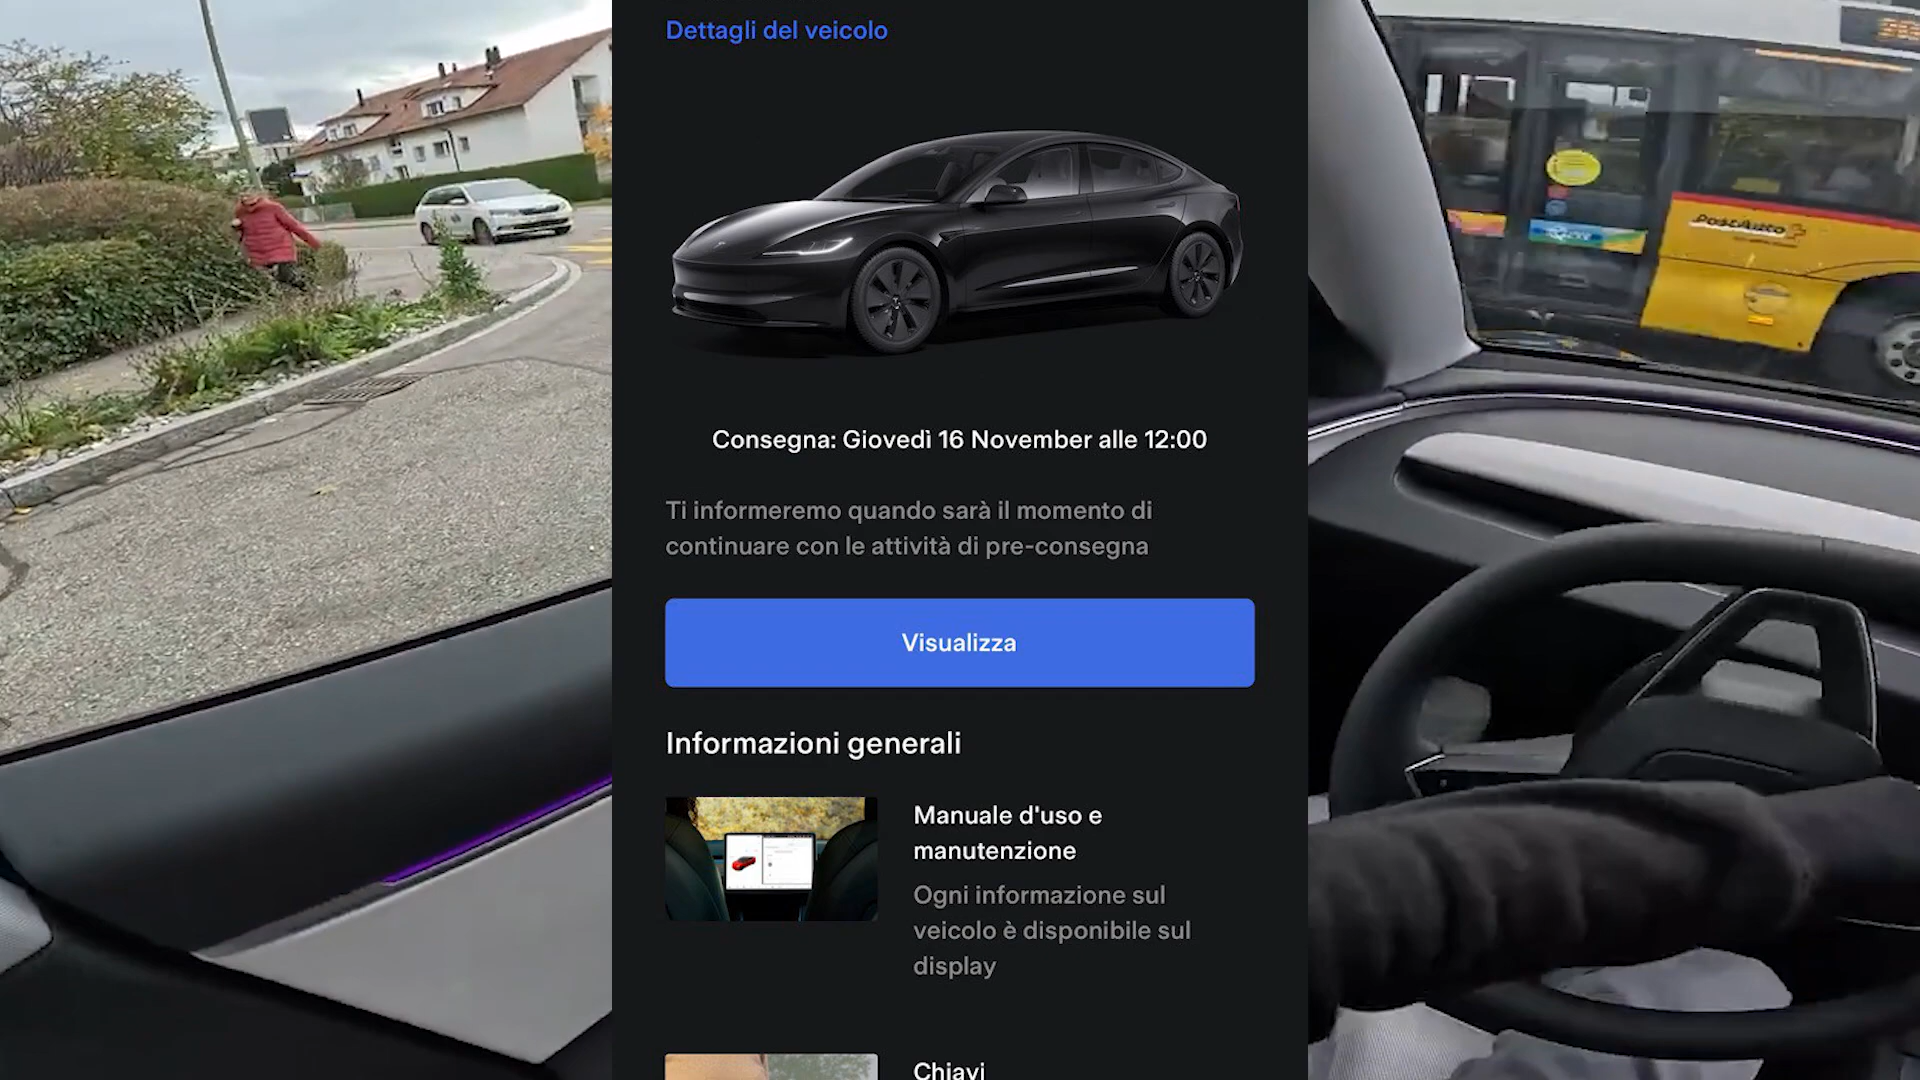 Dettagli del veicolo
Consegna: Giovedì 16 November alle 12:00
Ti informeremo quando sarà il momento di
continuare con le attività di pre-consegna
Visualizza
Informazioni generali
Manuale d'uso e
manutenzione
Ogni informazione sul
veicolo è disponibile sul
display
Chiavi
PostAuto